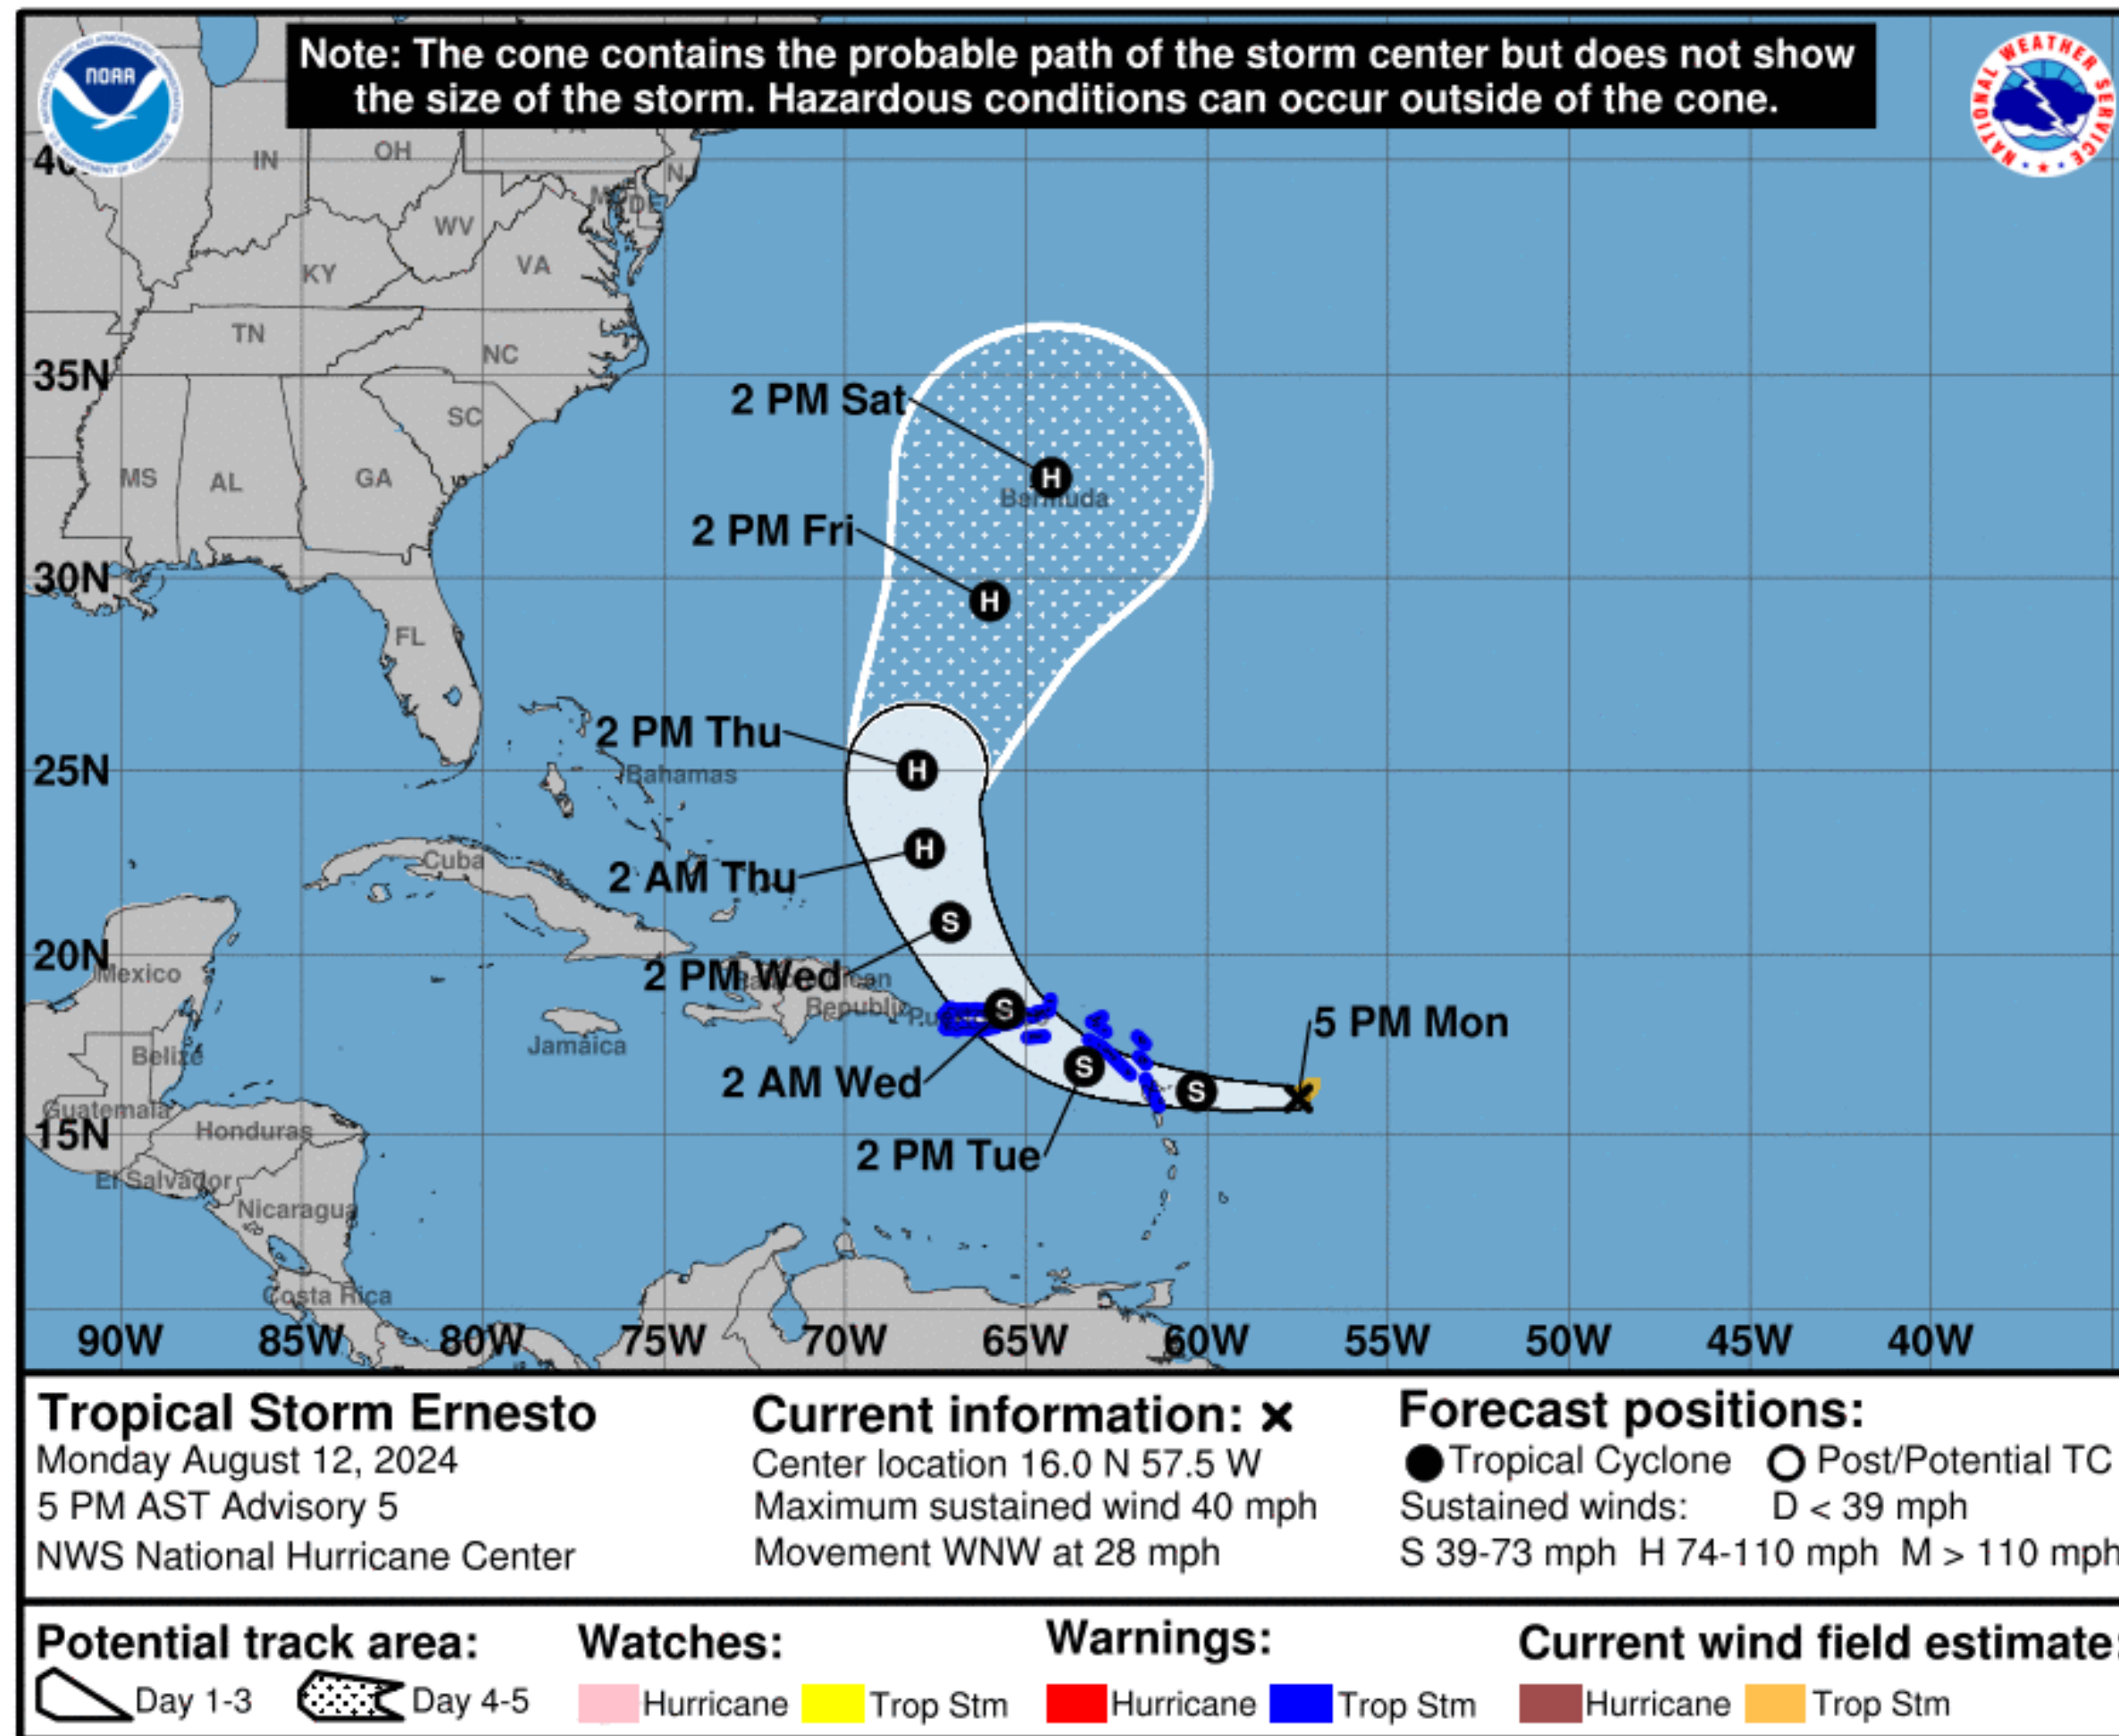 Note: The cone contains the probable path of the storm center but does not show
the size of the storm. Hazardous conditions can occur outside of the cone.
NOAA
NATIONAL WEATHER SERVICE
IN
OH
WV
DE
KY
VA
TN
NC
SC
MS
AL
GA
FL
35N
30N
25N
20N
15N
2 PM Sat
H
Bermuda
2 PM Fri
H
2 PM Thu
H
Bahamas
H
2 AM Thu
Cuba
S
2 PM Wed
Mexico
Republic
S
5 PM Mon
Jamaica
Belize
2 AM Wed
S
S
Guatemala
Honduras
2 PM Tue
El Salvador
Nicaragua
Costa Rica
90W 85W 80W 75W 70W 65W 60W 55W 50W 45W 40W
Tropical Storm Ernesto
Monday August 12, 2024
5 PM AST Advisory 5
NWS National Hurricane Center
Current information: x
Center location 16.0 N 57.5 W
Maximum sustained wind 40 mph
Movement WNW at 28 mph
Forecast positions:
Tropical Cyclone Post/Potential TC
Sustained winds: D < 39 mph
S 39-73 mph H 74-110 mph M > 110 mph
Potential track area:
Day 1-3 Day 4-5
Watches:
Hurricane Trop Stm
Warnings:
Hurricane Trop Stm
Current wind field estimate:
Hurricane Trop Stm